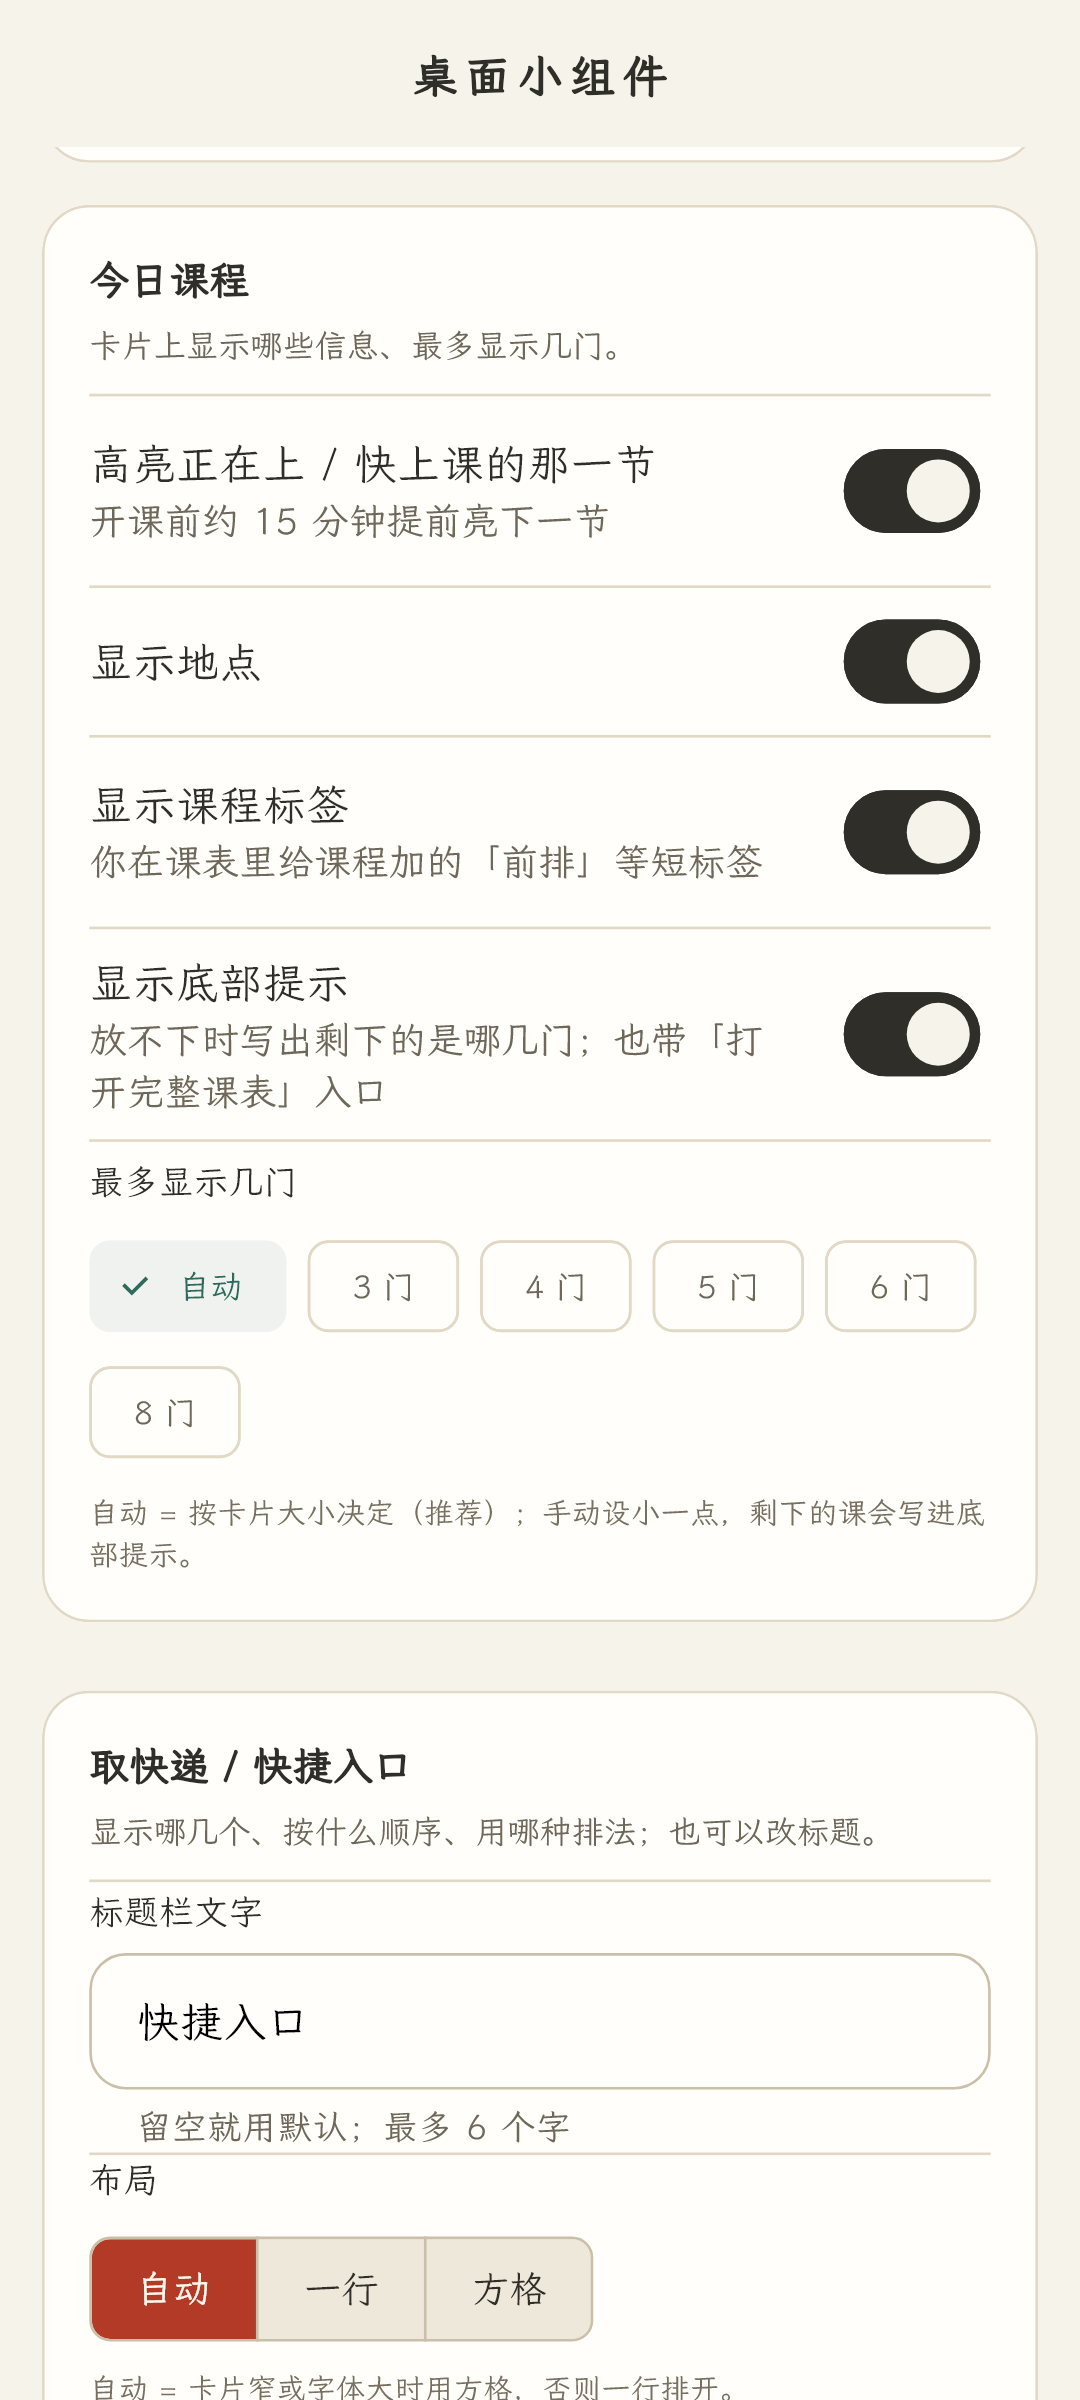 桌面小组件
今日课程
卡片上显示哪些信息、最多显示几门。
高亮正在上 / 快上课的那一节
开课前约 15 分钟提前亮下一节
显示地点
显示课程标签
你在课表里给课程加的「前排」等短标签
显示底部提示
放不下时写出剩下的是哪几门；也带「打
开完整课表」入口
最多显示几门
自动
3 门
4 门
5 门
6 门
8 门
自动 = 按卡片大小决定（推荐）；手动设小一点，剩下的课会写进底
部提示。
取快递 / 快捷入口
显示哪几个、按什么顺序、用哪种排法；也可以改标题。
标题栏文字
快捷入口
留空就用默认；最多 6 个字
布局
自动
一行
方格
自动 = 卡片窄或字体大时用方格，否则一行排开。